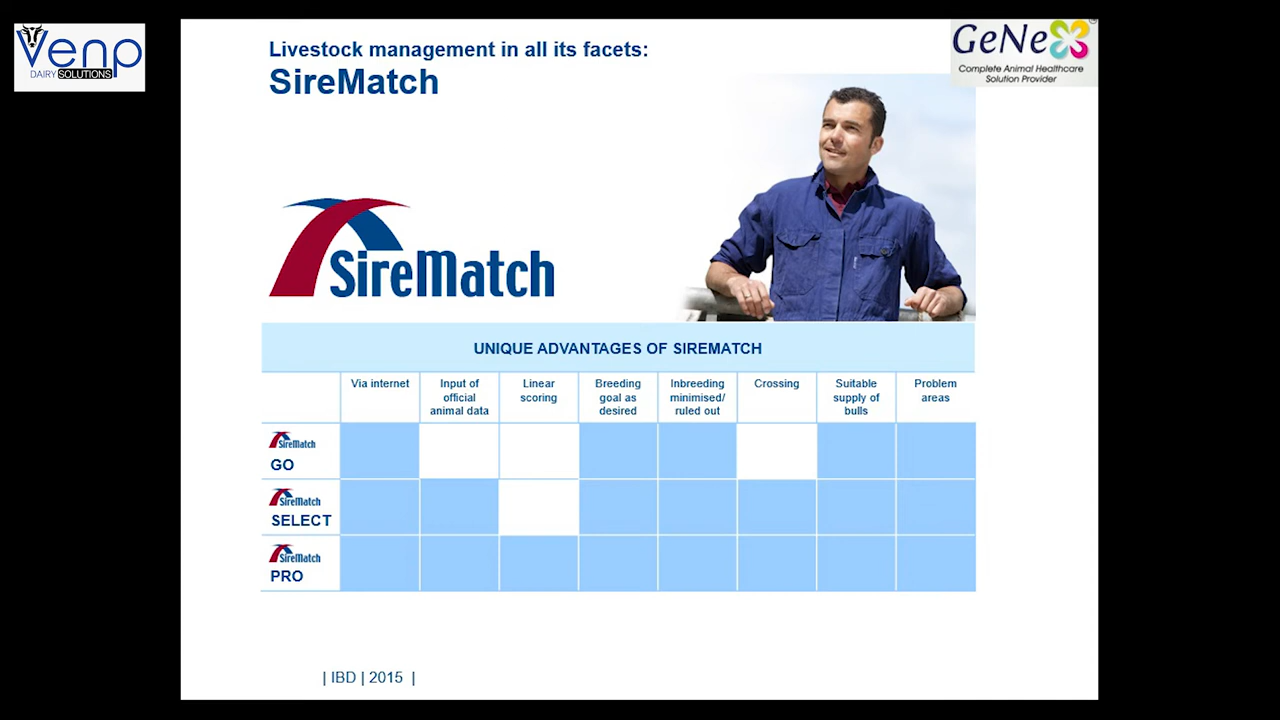 Venp
DAIRY SOLUTIONS
Livestock management in all its facets:
SireMatch
GeNex
Complete Animal Healthcare
Solution Provider
SireMatch
UNIQUE ADVANTAGES OF SIREMATCH
Via internet
Input of
official
animal data
Linear
scoring
Breeding
goal as
desired
Inbreeding
minimised/
ruled out
Crossing
Suitable
supply of
bulls
Problem
areas
SireMatch
GO
SireMatch
SELECT
SireMatch
PRO
| IBD | 2015 |